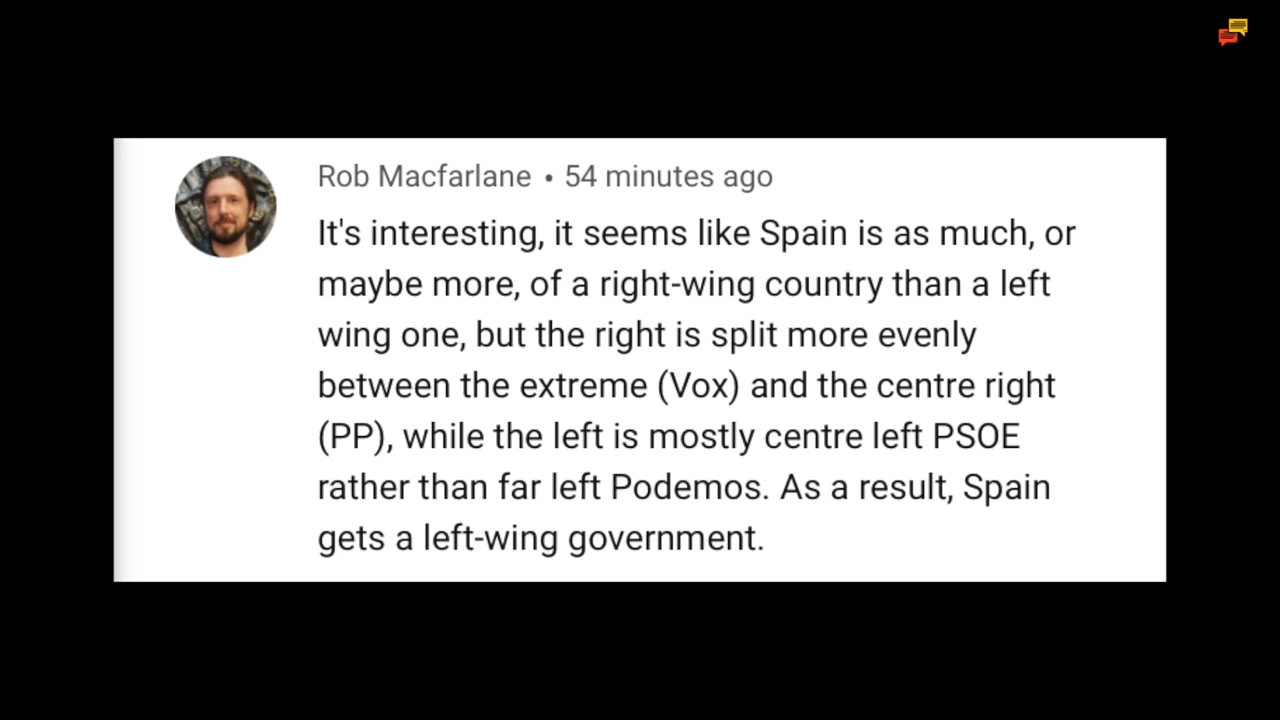 Rob Macfarlane • 54 minutes ago
It's interesting, it seems like Spain is as much, or
maybe more, of a right-wing country than a left
wing one, but the right is split more evenly
between the extreme (Vox) and the centre right
(PP), while the left is mostly centre left PSOE
rather than far left Podemos. As a result, Spain
gets a left-wing government.